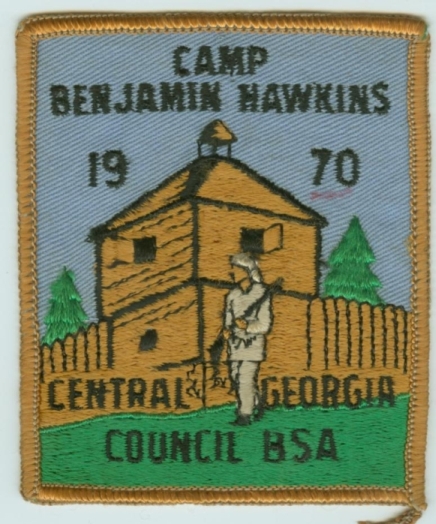 CAMP
BENJAMIN HAWKINS
19 70
CENTRAL GEORGIA
COUNCIL BSA